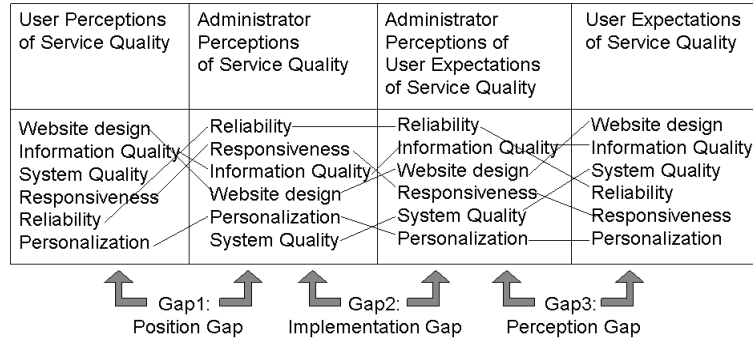 User Perceptions
of Service Quality
Administrator
Perceptions
of Service Quality
Administrator
Perceptions of
User Expectations
of Service Quality
User Expectations
of Service Quality
Website design
Information Quality
System Quality
Responsiveness
Reliability
Personalization
Reliability
Responsiveness
Information Quality
Website design
Personalization
System Quality
Reliability
Information Quality
Website design
Responsiveness
System Quality
Personalization
Website design
Information Quality
System Quality
Reliability
Responsiveness
Personalization
Gap1:
Position Gap
Gap2:
Implementation Gap
Gap3:
Perception Gap